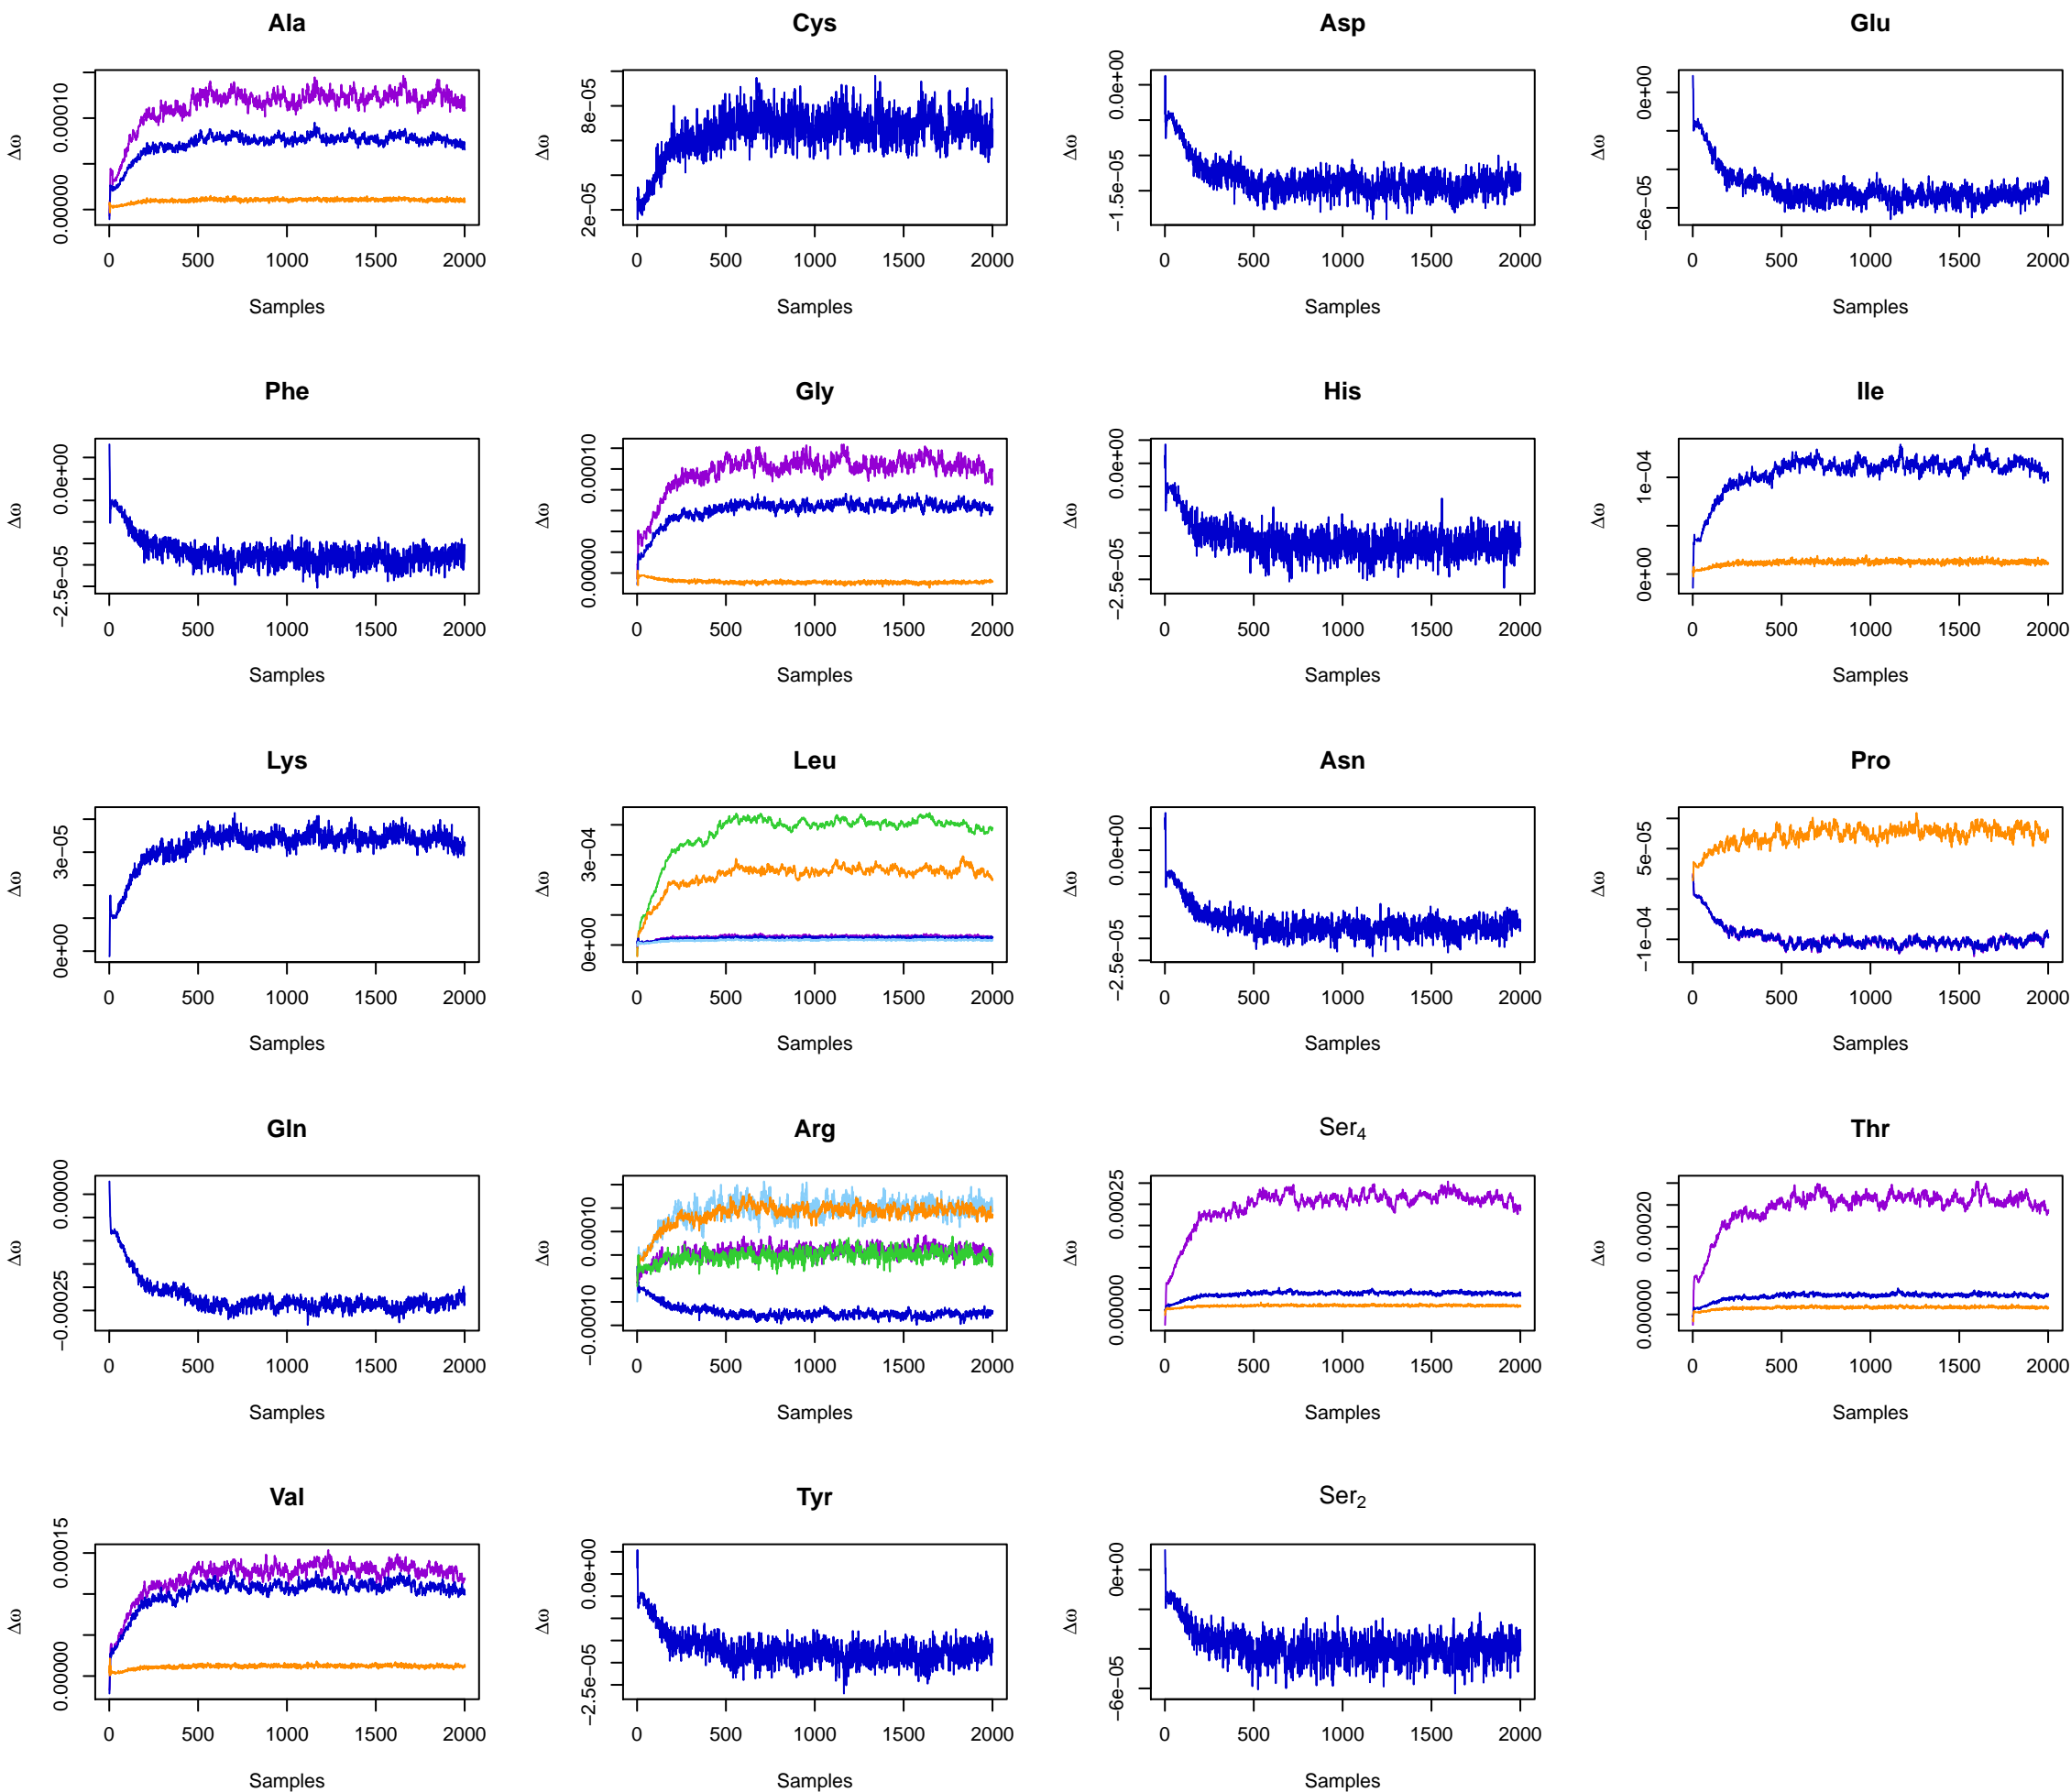 Ala
Δω
0.00000 0.00010
0 500 1000 1500 2000
Samples
Cys
Δω
2e−05 8e−05
0 500 1000 1500 2000
Samples
Asp
Δω
−1.5e−05 0.0e+00
0 500 1000 1500 2000
Samples
Glu
Δω
−6e−05 0e+00
0 500 1000 1500 2000
Samples
Phe
Δω
−2.5e−05 0.0e+00
0 500 1000 1500 2000
Samples
Gly
Δω
0.00000 0.00010
0 500 1000 1500 2000
Samples
His
Δω
−2.5e−05 0.0e+00
0 500 1000 1500 2000
Samples
Ile
Δω
0e+00 1e−04
0 500 1000 1500 2000
Samples
Lys
Δω
0e+00 3e−05
0 500 1000 1500 2000
Samples
Leu
Δω
0e+00 3e−04
0 500 1000 1500 2000
Samples
Asn
Δω
−2.5e−05 0.0e+00
0 500 1000 1500 2000
Samples
Pro
Δω
−1e−04 5e−05
0 500 1000 1500 2000
Samples
Gln
Δω
−0.00025 0.00000
0 500 1000 1500 2000
Samples
Arg
Δω
−0.00010 0.00010
0 500 1000 1500 2000
Samples
Ser₄
Δω
0.00000 0.00025
0 500 1000 1500 2000
Samples
Thr
Δω
0.00000 0.00020
0 500 1000 1500 2000
Samples
Val
Δω
0.00000 0.00015
0 500 1000 1500 2000
Samples
Tyr
Δω
−2.5e−05 0.0e+00
0 500 1000 1500 2000
Samples
Ser₂
Δω
−6e−05 0e+00
0 500 1000 1500 2000
Samples